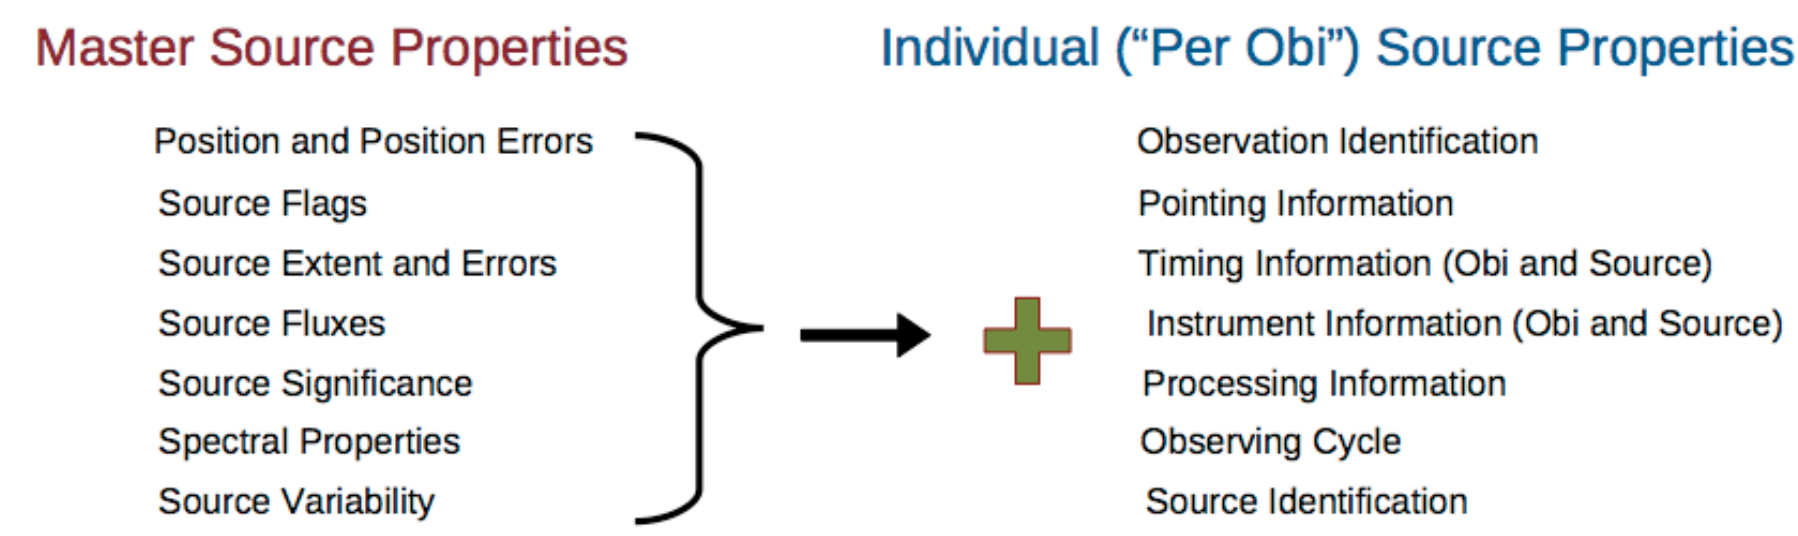 Master Source Properties
Position and Position Errors
Source Flags
Source Extent and Errors
Source Fluxes
Source Significance
Spectral Properties
Source Variability
Individual (“Per Obi”) Source Properties
Observation Identification
Pointing Information
Timing Information (Obi and Source)
Instrument Information (Obi and Source)
Processing Information
Observing Cycle
Source Identification